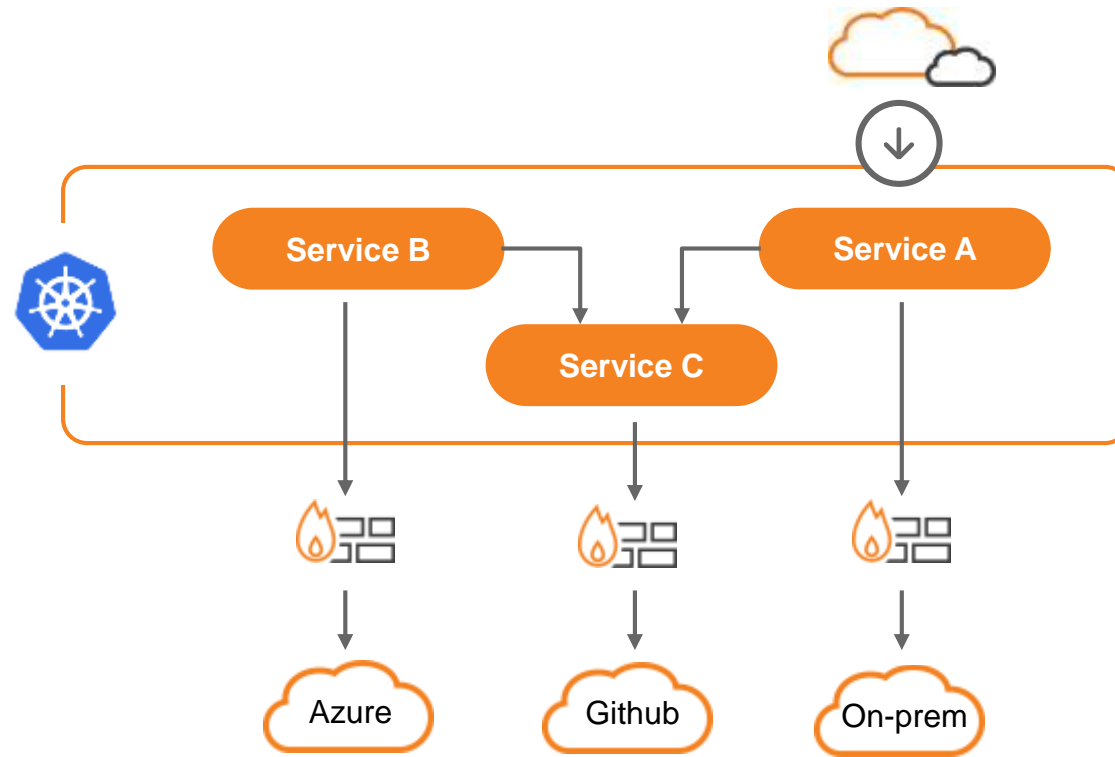 Service B
Service A
Service C
Azure
Github
On-prem